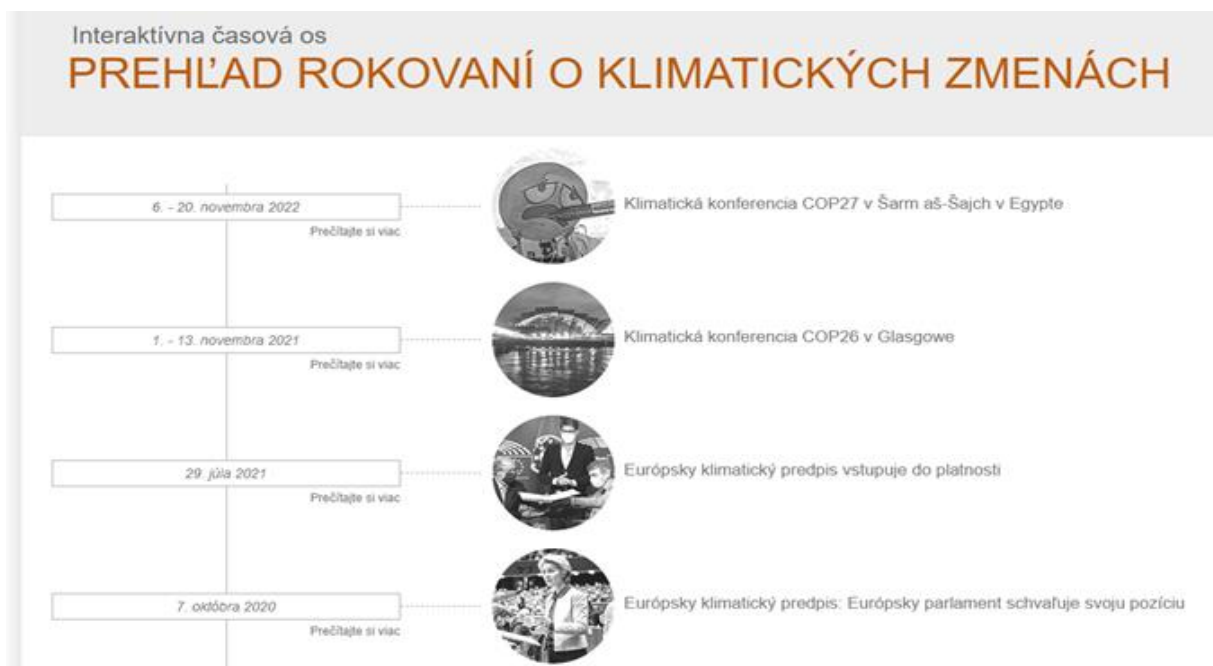 Interaktívna časová os
PREHĽAD ROKOVANÍ O KLIMATICKÝCH ZMENÁCH
6. - 20. novembra 2022
Klimatická konferencia COP27 v Šarm aš-Šajch v Egypte
Prečítajte si viac
1. - 13. novembra 2021
Klimatická konferencia COP26 v Glasgowe
Prečítajte si viac
29. júla 2021
Európsky klimatický predpis vstupuje do platnosti
Prečítajte si viac
7. októbra 2020
Európsky klimatický predpis: Európsky parlament schvaľuje svoju pozíciu
Prečítajte si viac